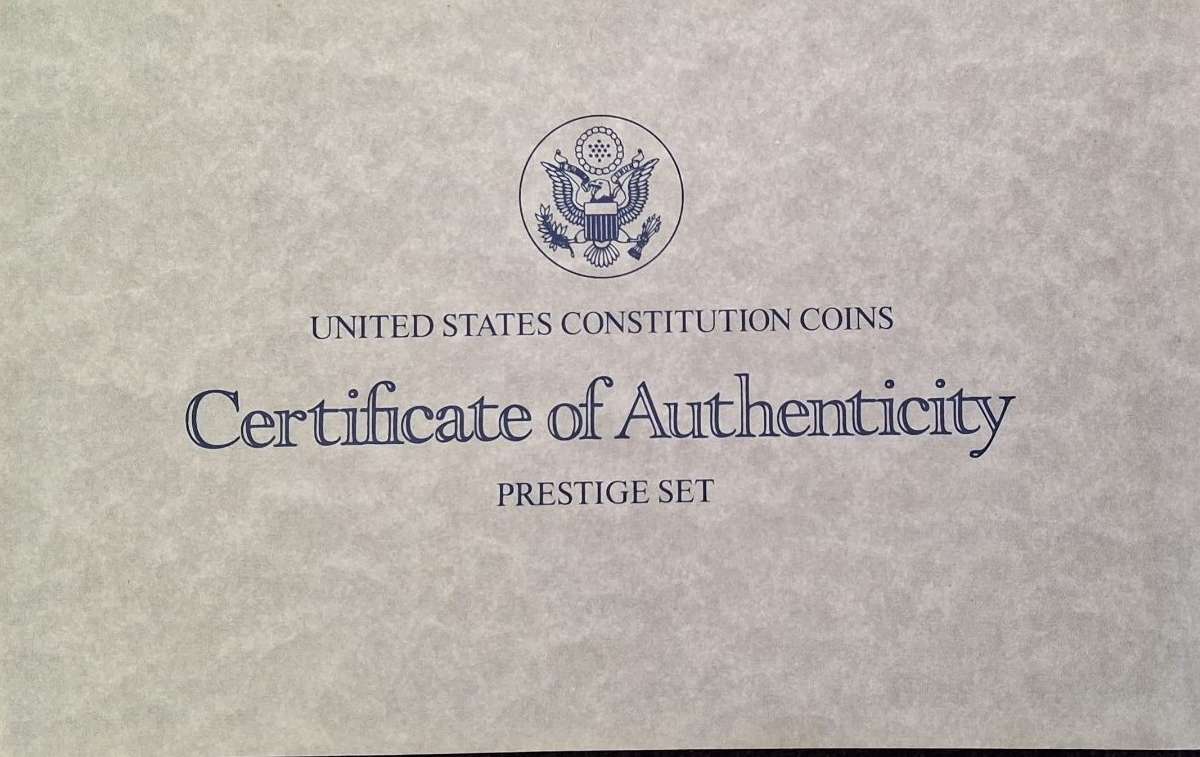 UNITED STATES CONSTITUTION COINS
Certificate of Authenticity
PRESTIGE SET